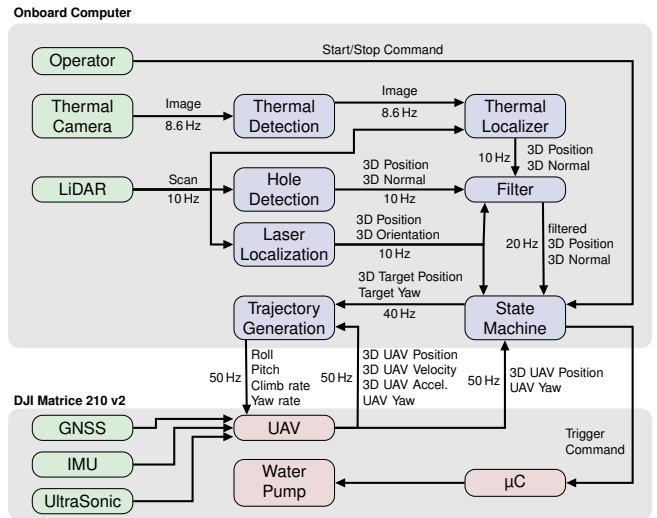 Onboard Computer
Operator
Start/Stop Command
Thermal
Camera
Image
8.6 Hz
Thermal
Detection
Image
8.6 Hz
Thermal
Localizer
10 Hz
3D Position
3D Normal
LiDAR
Scan
10 Hz
Hole
Detection
3D Position
3D Normal
10 Hz
Filter
Laser
Localization
3D Position
3D Orientation
10 Hz
20 Hz
filtered
3D Position
3D Normal
Trajectory
Generation
3D Target Position
Target Yaw
40 Hz
State
Machine
50 Hz
Roll
Pitch
Climb rate
Yaw rate
50 Hz
3D UAV Position
3D UAV Velocity
3D UAV Accel.
UAV Yaw
50 Hz
3D UAV Position
UAV Yaw
DJI Matrice 210 v2
GNSS
IMU
UltraSonic
UAV
Trigger
Command
Water
Pump
µC